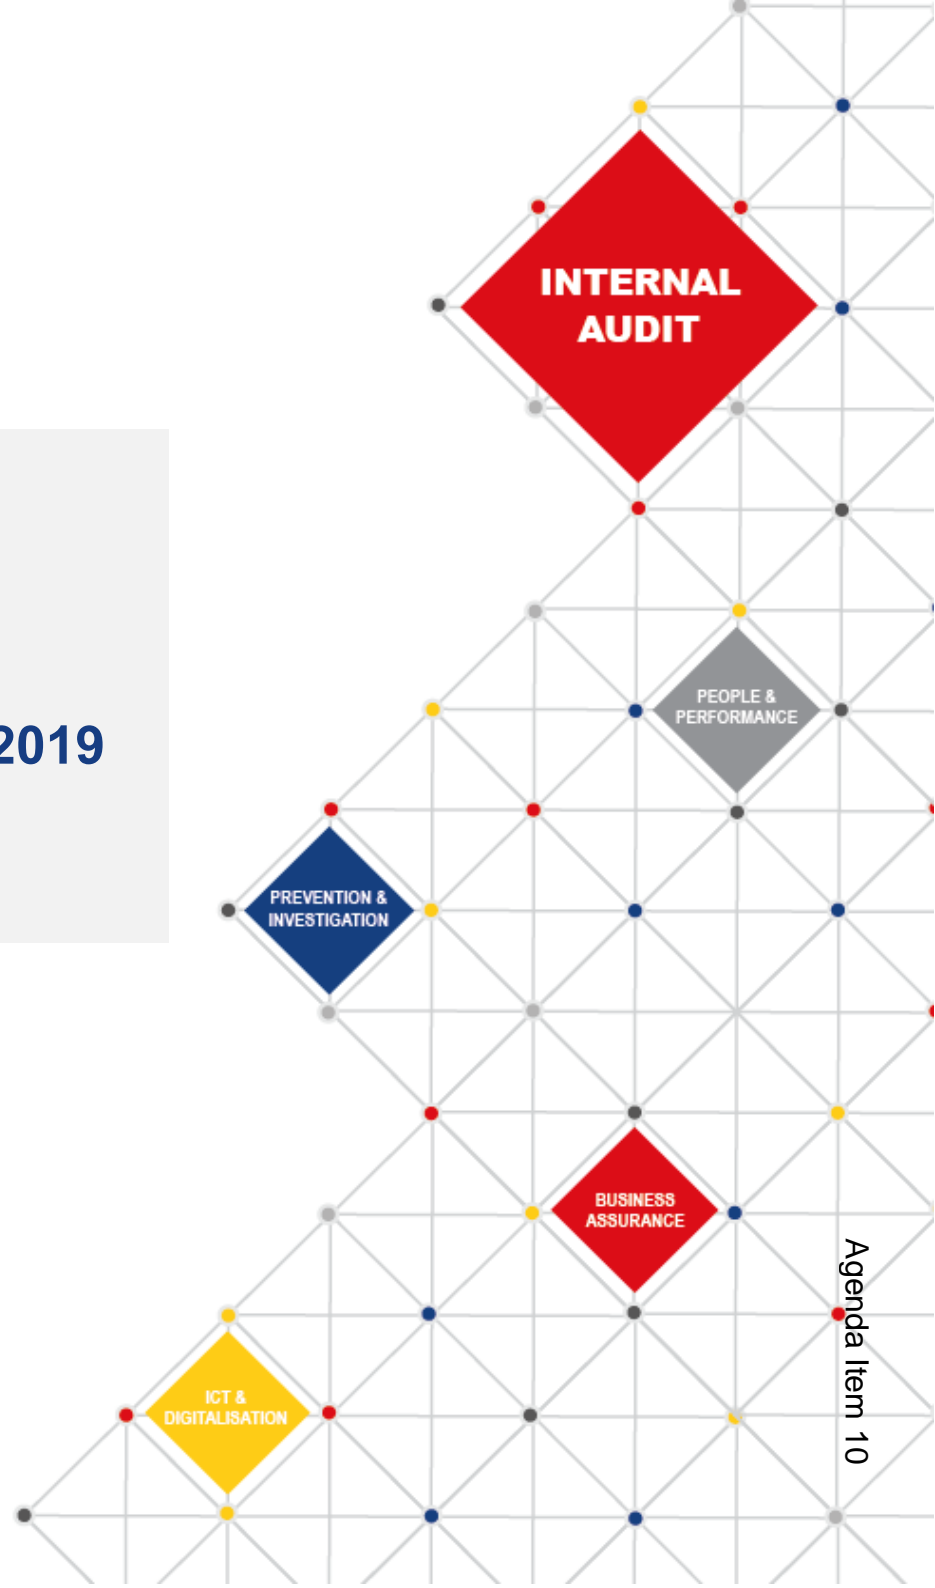 INTERNAL
AUDIT
PEOPLE &
PERFORMANCE
2019
PREVENTION &
INVESTIGATION
BUSINESS
ASSURANCE
Agenda Item 10
ICT &
DIGITALISATION